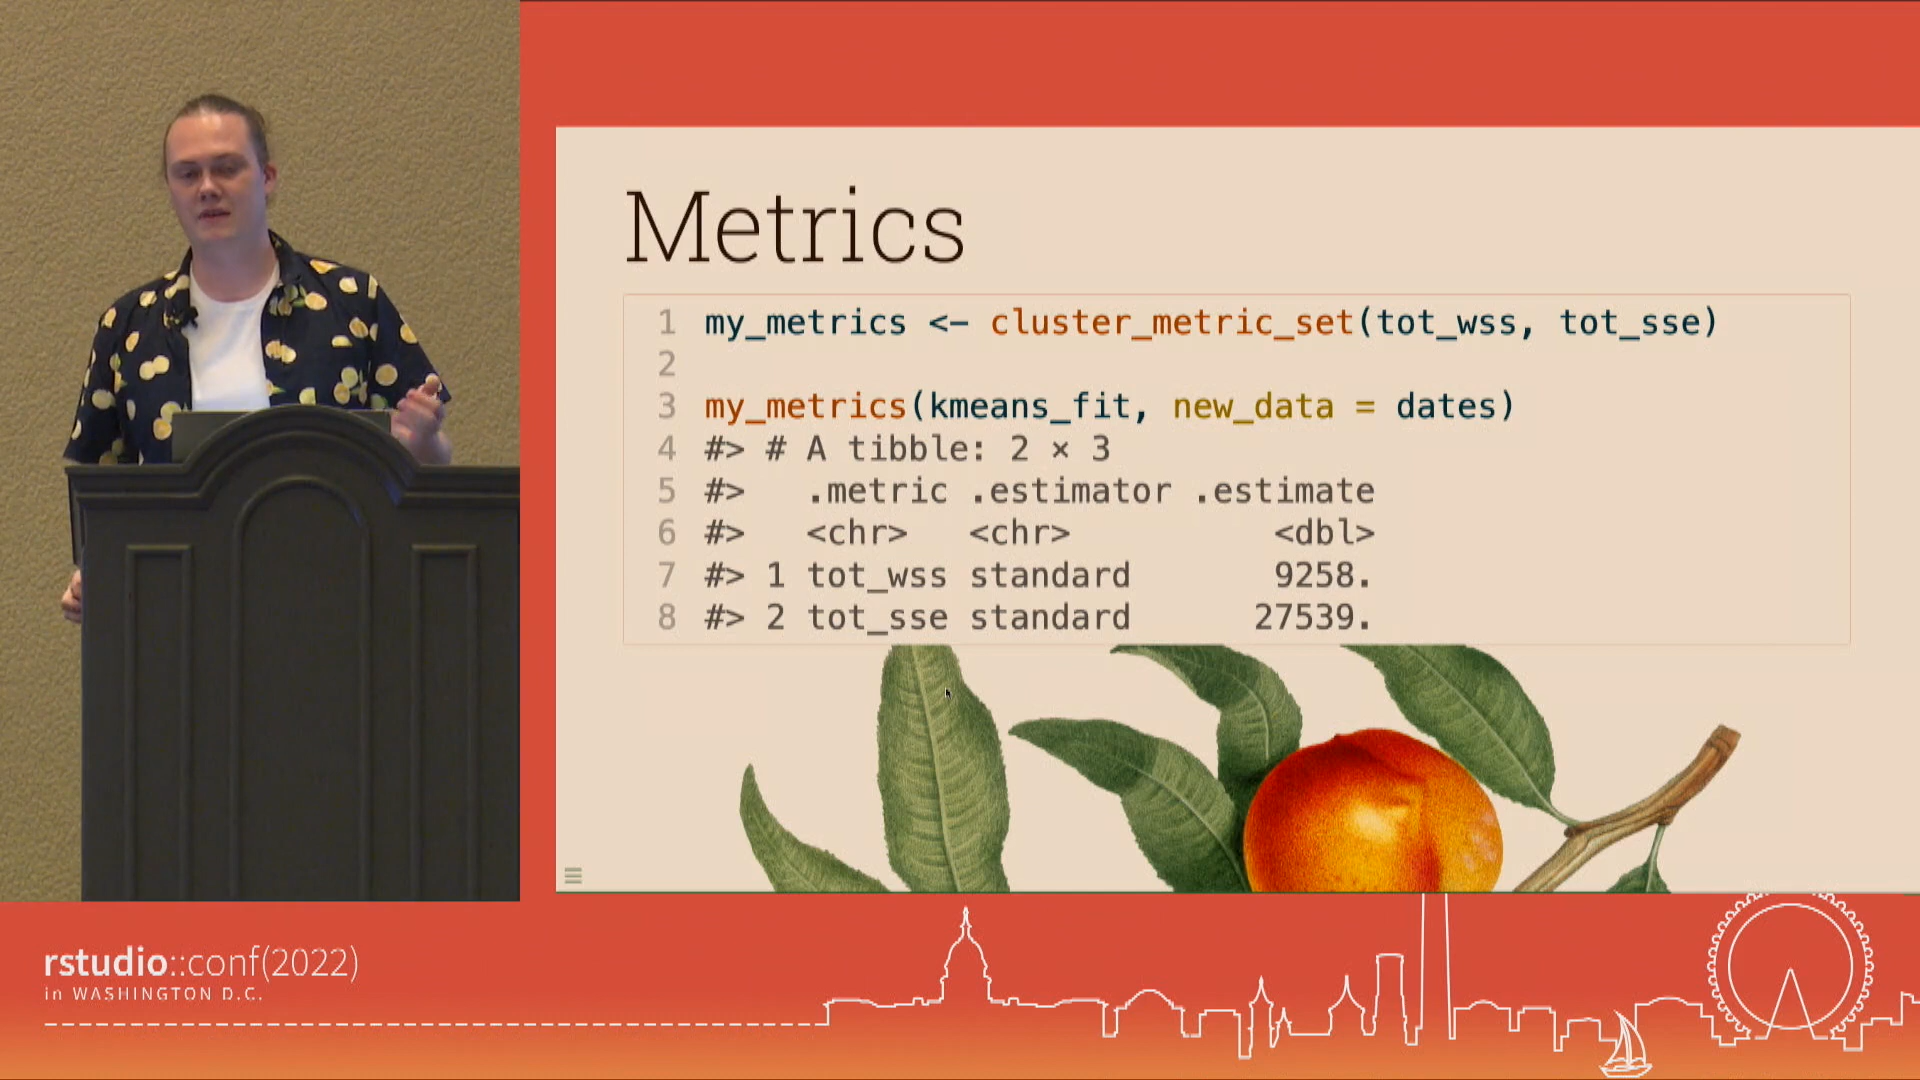 Metrics
1 my_metrics <- cluster_metric_set(tot_wss, tot_sse)
2
3 my_metrics(kmeans_fit, new_data = dates)
4 #> # A tibble: 2 × 3
5 #>   .metric .estimator .estimate
6 #>   <chr>   <chr>          <dbl>
7 #> 1 tot_wss standard       9258.
8 #> 2 tot_sse standard      27539.
rstudio::conf(2022)
in WASHINGTON D.C.